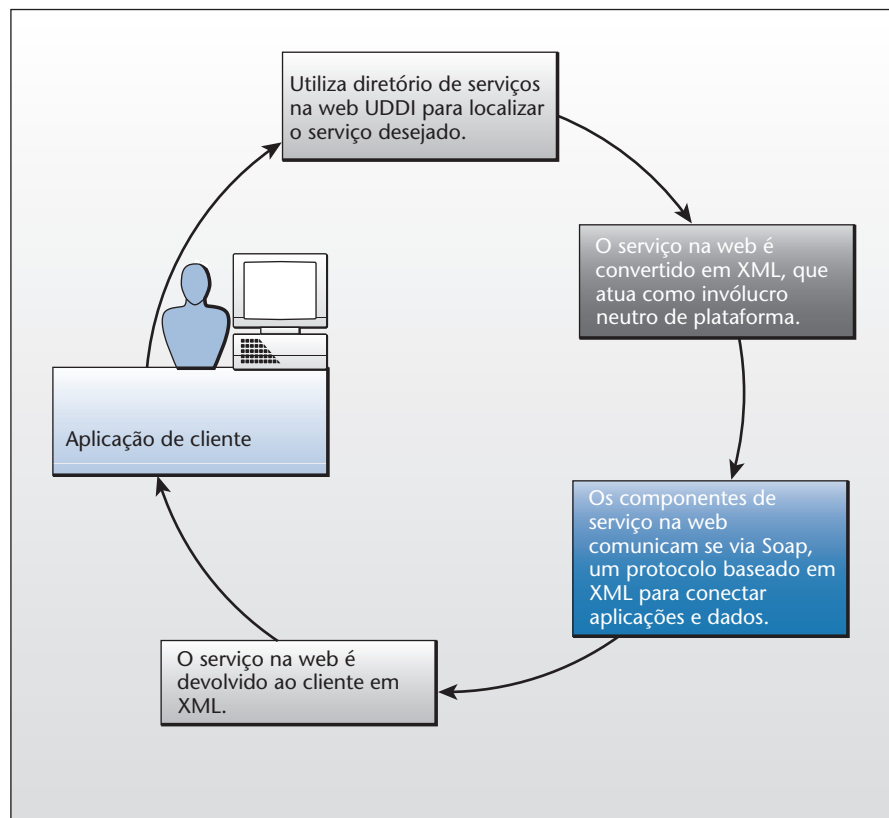 Utiliza diretório de serviços
na web UDDI para localizar
o serviço desejado.
O serviço na web é
convertido em XML, que
atua como invólucro
neutro de plataforma.
Aplicação de cliente
Os componentes de
serviço na web
comunicam se via Soap,
um protocolo baseado em
XML para conectar
aplicações e dados.
O serviço na web é
devolvido ao cliente em
XML.